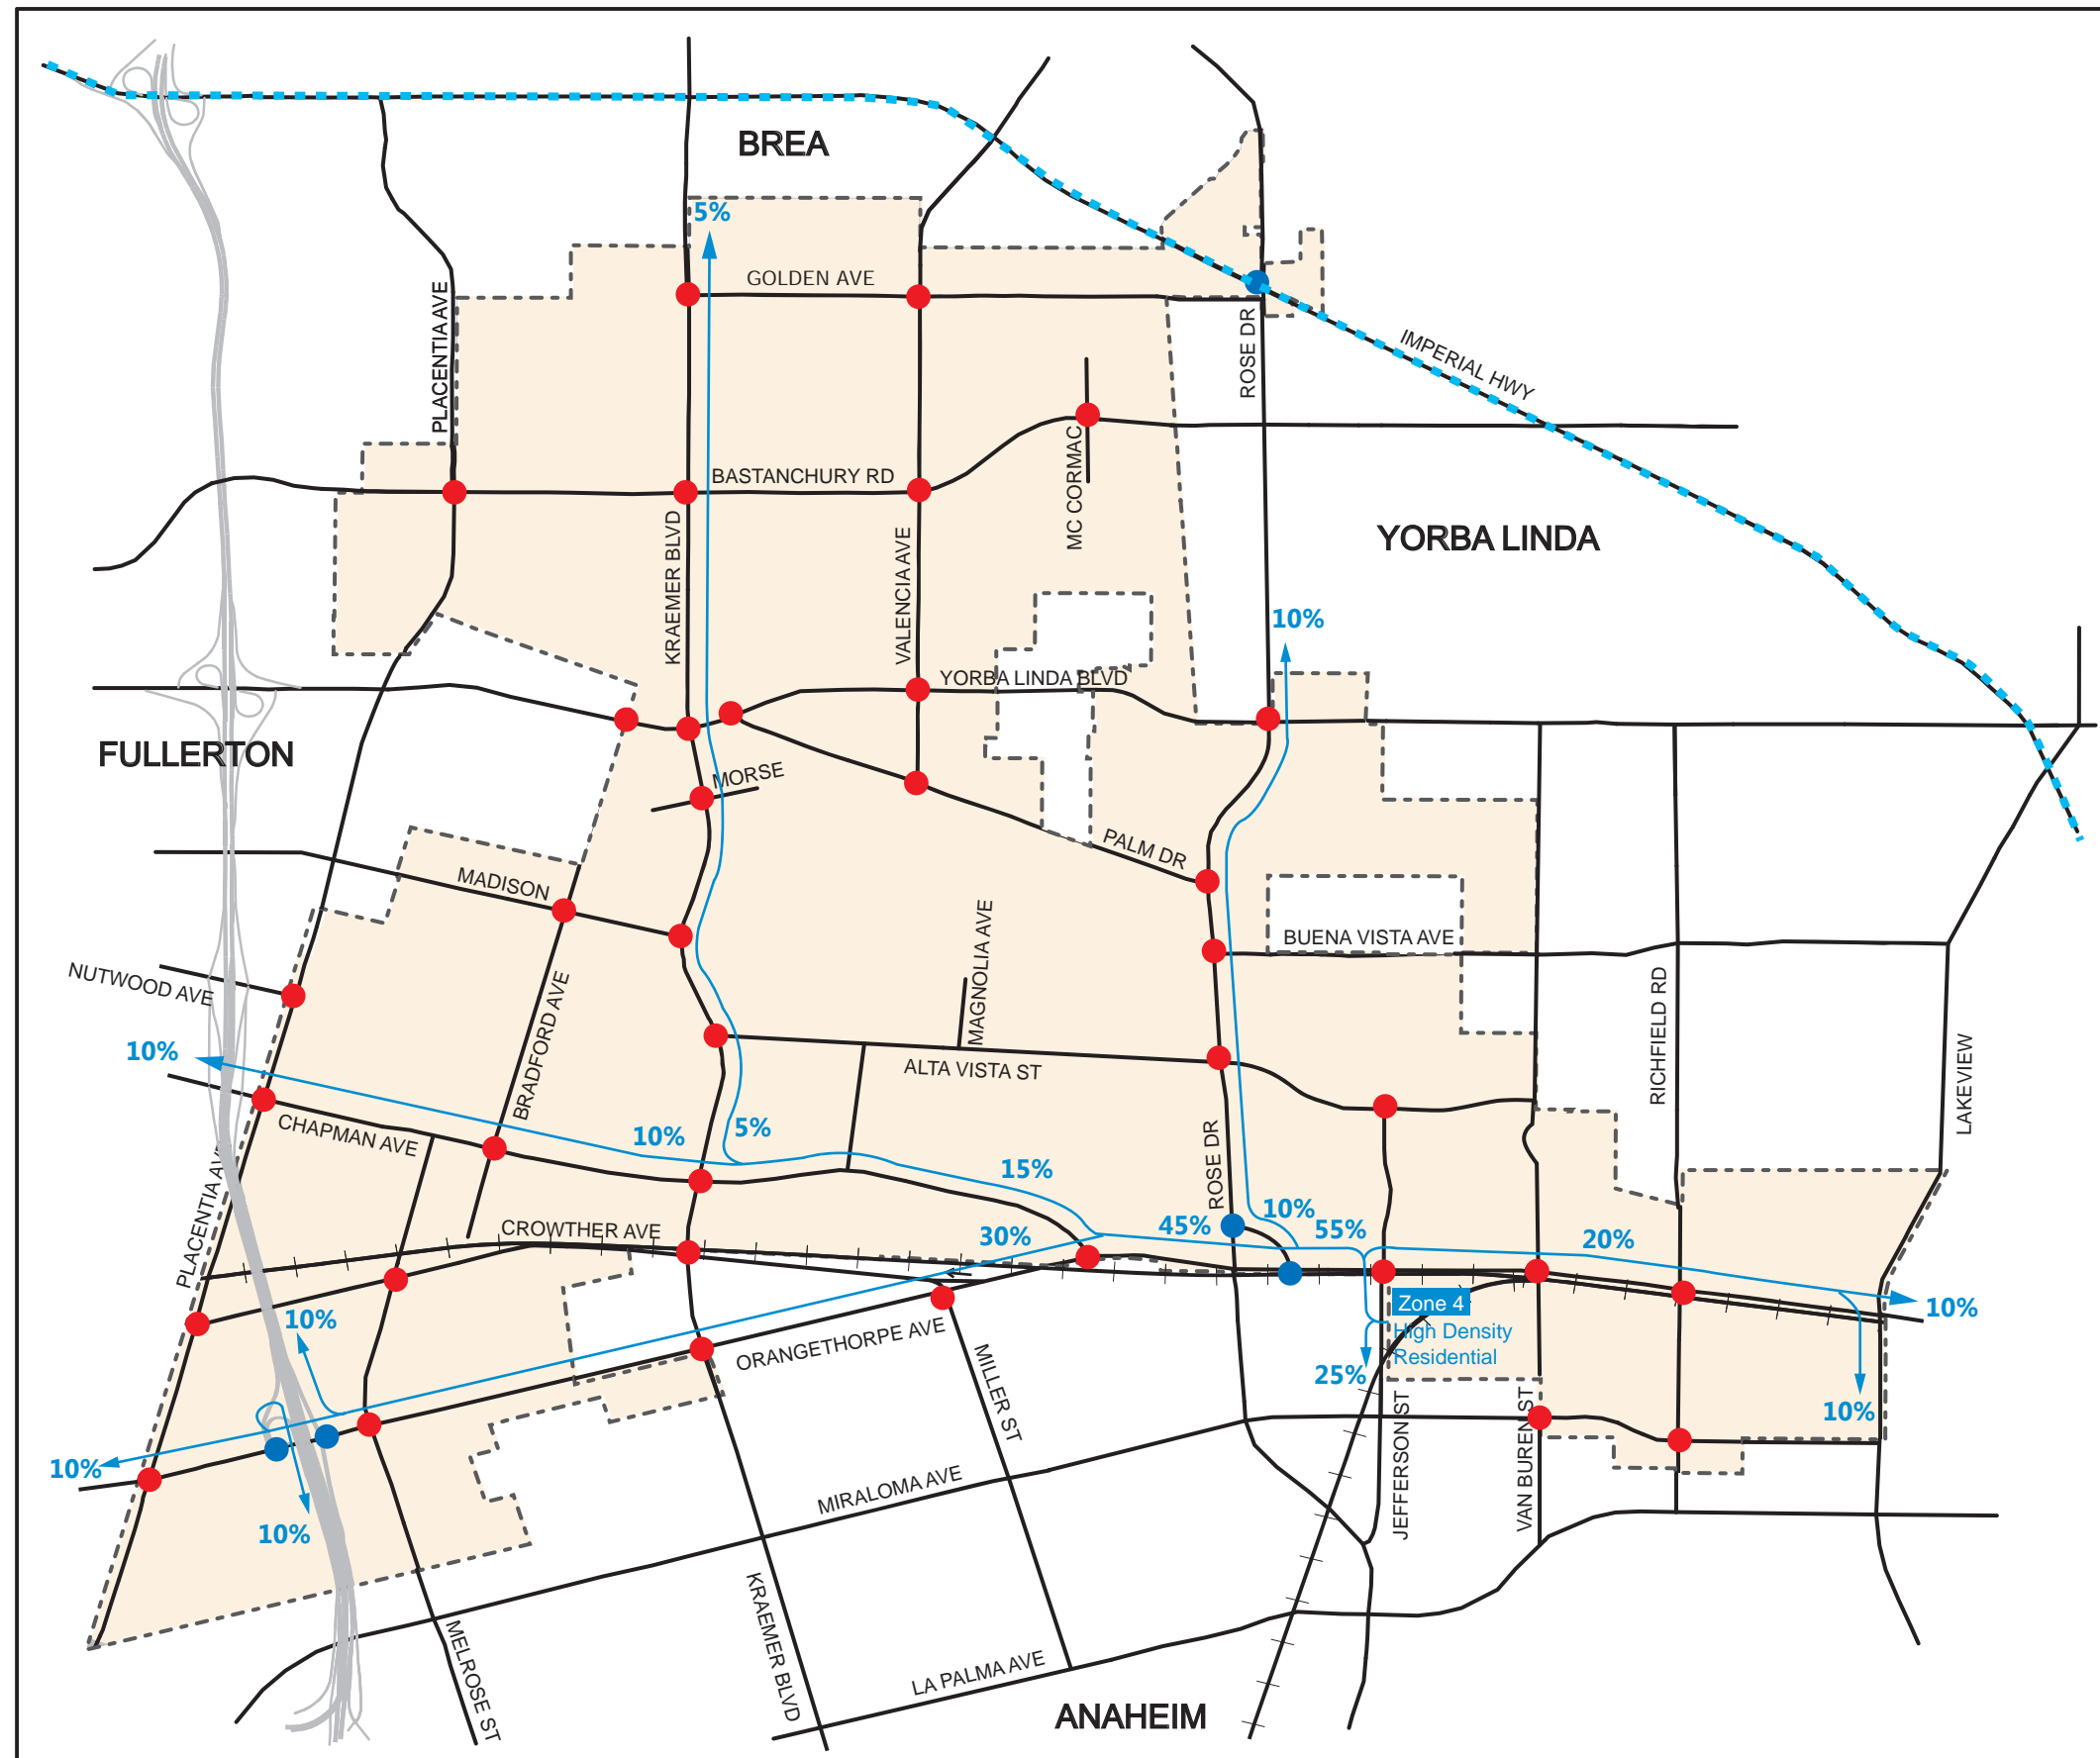 BREA
5%
GOLDEN AVE
PLACENTIA AVE
ROSE DR
IMPERIAL HWY
BASTANCHURY RD
MC CORMAC
KRAEMER BLVD
VALENCIA AVE
YORBA LINDA
10%
YORBA LINDA BLVD
FULLERTON
MORSE
PALM DR
MADISON
MAGNOLIA AVE
BUENA VISTA AVE
NUTWOOD AVE
BRADFORD AVE
RICHFIELD RD
LAKEVIEW
10%
ALTA VISTA ST
CHAPMAN AVE
10%
5%
15%
ROSE DR
PLACENTIA AVE
CROWTHER AVE
30%
45%
10%
55%
20%
10%
Zone 4
10%
High Density
Residential
ORANGETHORPE AVE
MILLER ST
25%
JEFFERSON ST
VAN BUREN ST
10%
10%
10%
MIRALOMA AVE
KRAEMER BLVD
MELROSE ST
LA PALMA AVE
ANAHEIM